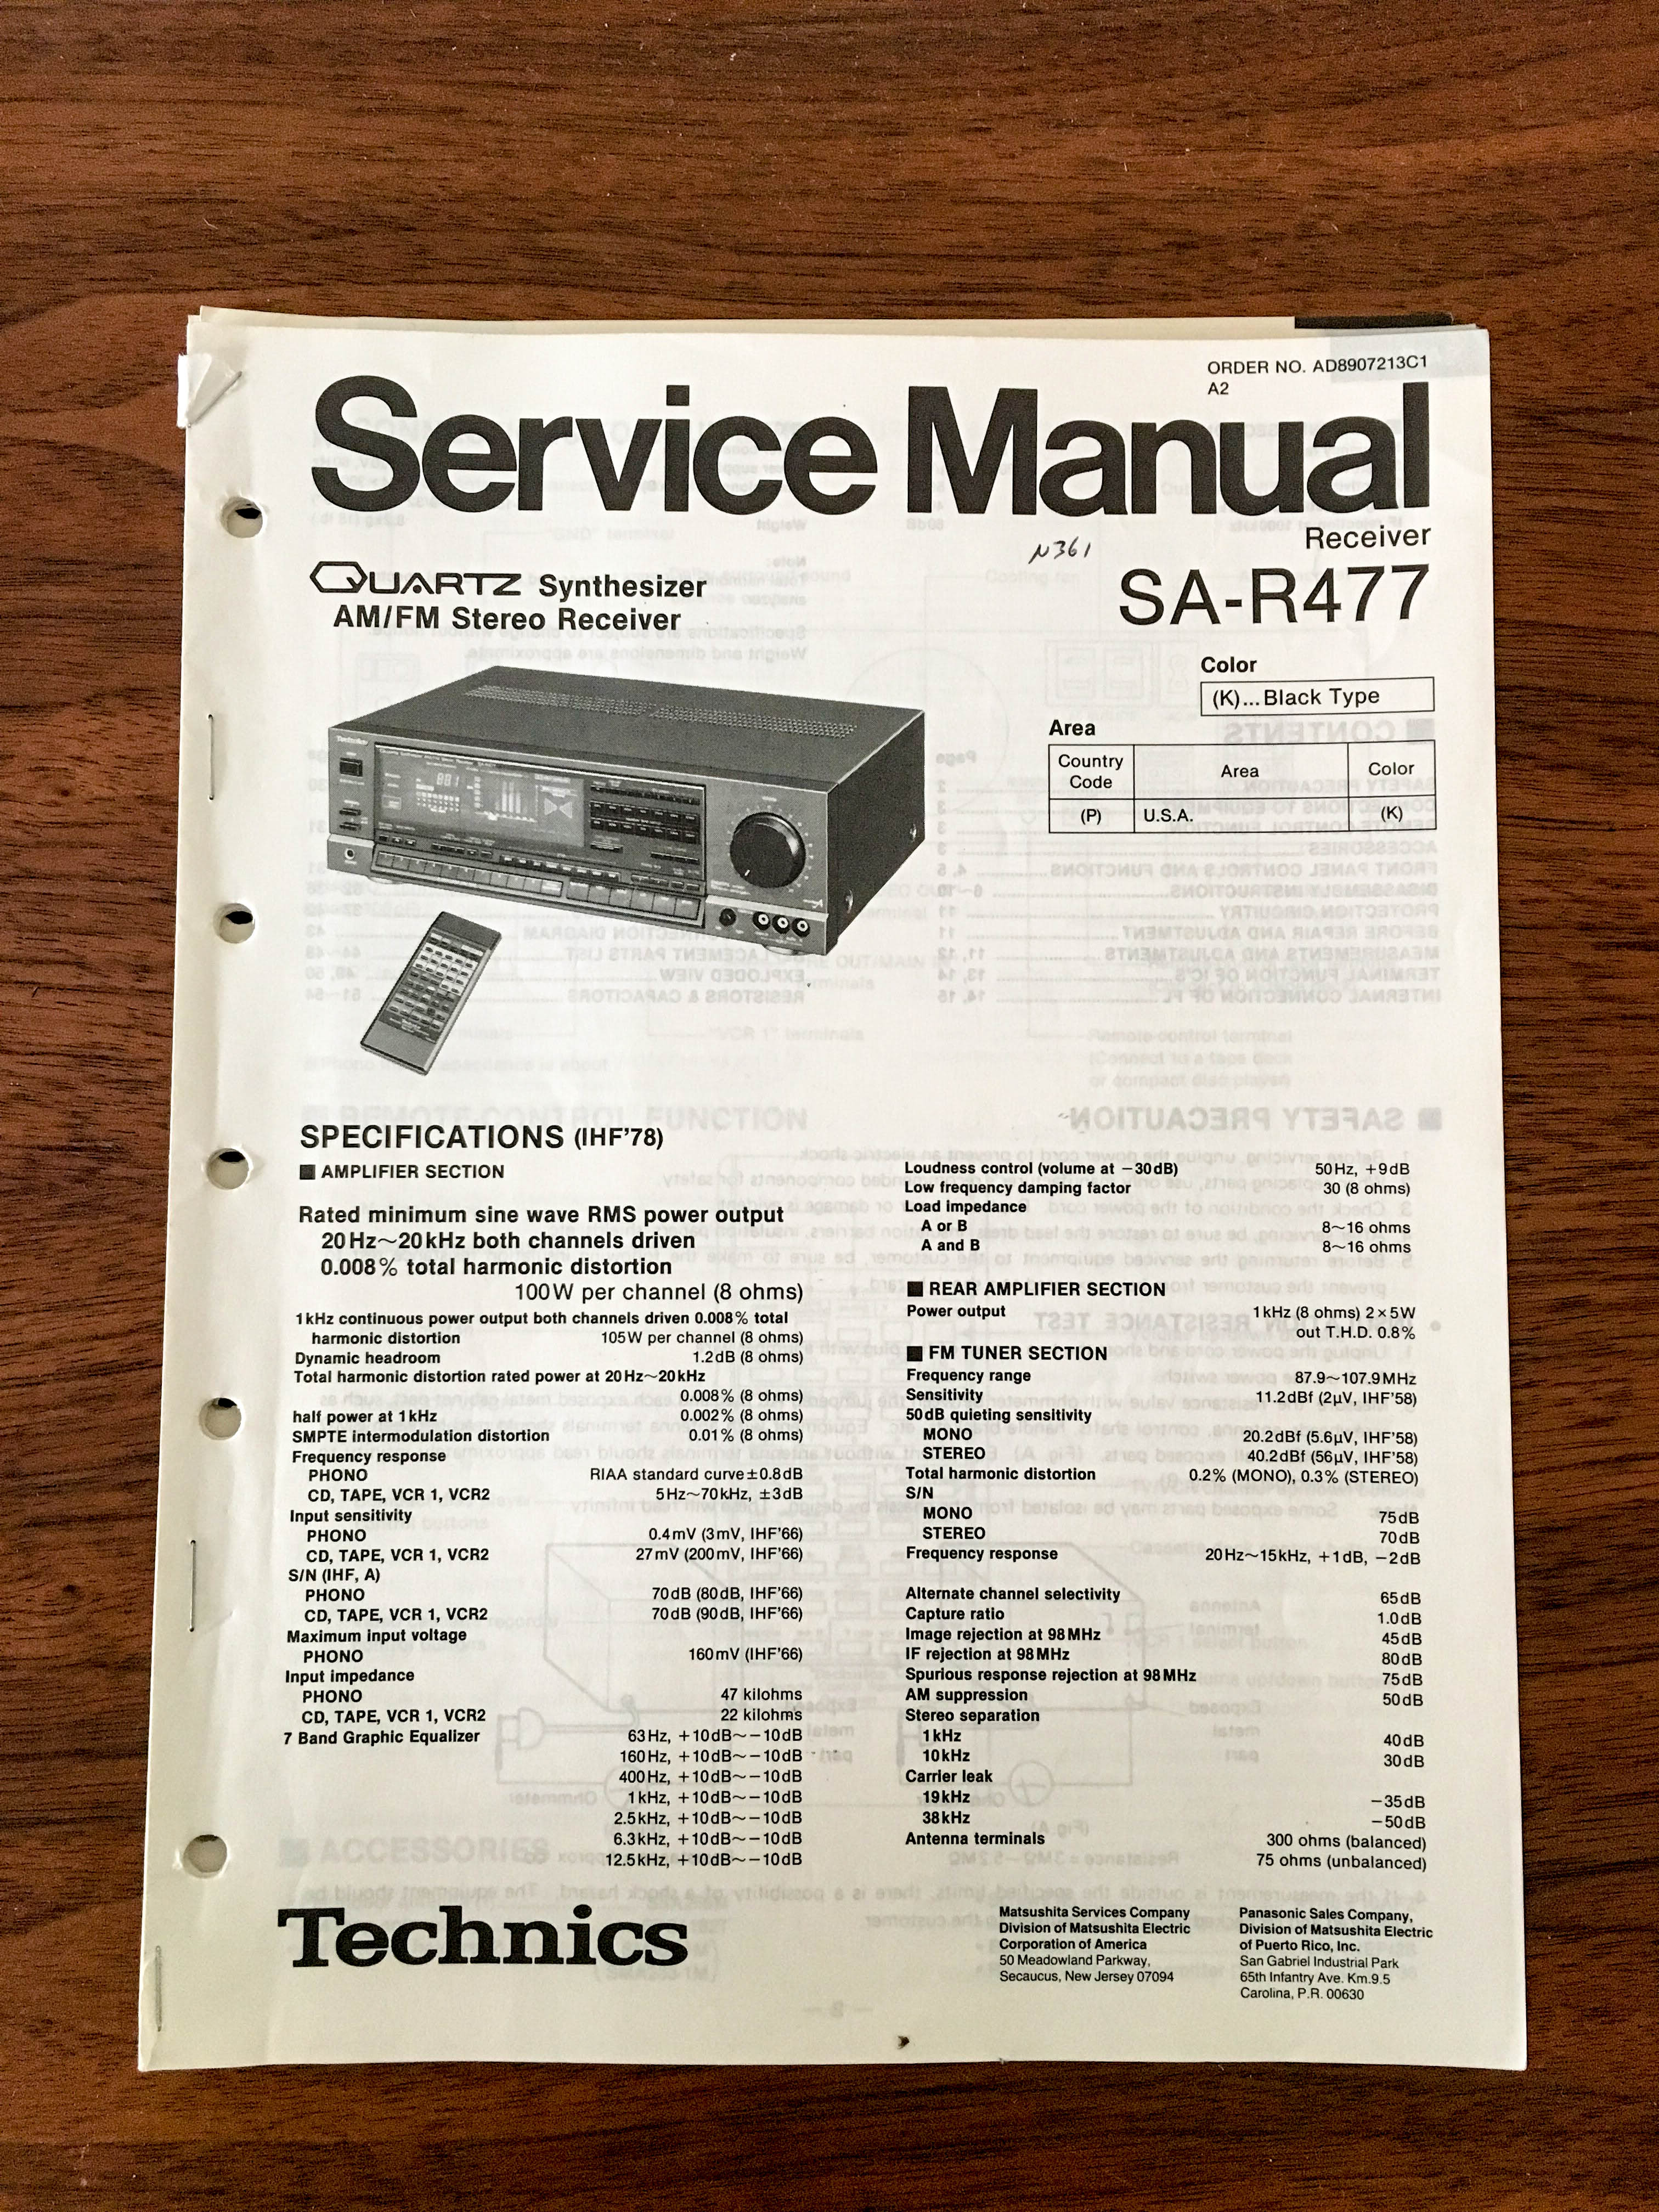 ORDER NO. AD8907213C1
A2
Service Manual
Receiver
N361
QUARTZ Synthesizer
AM/FM Stereo Receiver
SA-R477
Color
(K)...Black Type
Area
Country Code Area Color
(P) U.S.A. (K)
Technics
SPECIFICATIONS (IHF'78)
■ AMPLIFIER SECTION
Rated minimum sine wave RMS power output
20Hz~20kHz both channels driven
0.008% total harmonic distortion
100W per channel (8 ohms)
1kHz continuous power output both channels driven 0.008% total
harmonic distortion 105W per channel (8 ohms)
Dynamic headroom 1.2dB (8 ohms)
Total harmonic distortion rated power at 20Hz~20kHz
0.008% (8 ohms)
half power at 1kHz 0.002% (8 ohms)
SMPTE intermodulation distortion 0.01% (8 ohms)
Frequency response
PHONO RIAA standard curve±0.8dB
CD, TAPE, VCR 1, VCR2 5Hz~70kHz, ±3dB
Input sensitivity
PHONO 0.4mV (3mV, IHF'66)
CD, TAPE, VCR 1, VCR2 27mV (200mV, IHF'66)
S/N (IHF, A)
PHONO 70dB (80dB, IHF'66)
CD, TAPE, VCR 1, VCR2 70dB (90dB, IHF'66)
Maximum input voltage
PHONO 160mV (IHF'66)
Input impedance
PHONO 47 kilohms
CD, TAPE, VCR 1, VCR2 22 kilohms
7 Band Graphic Equalizer 63Hz, +10dB~−10dB
160Hz, +10dB~−10dB
400Hz, +10dB~−10dB
1kHz, +10dB~−10dB
2.5kHz, +10dB~−10dB
6.3kHz, +10dB~−10dB
12.5kHz, +10dB~−10dB
Loudness control (volume at −30dB) 50Hz, +9dB
Low frequency damping factor 30 (8 ohms)
Load impedance
A or B 8~16 ohms
A and B 8~16 ohms
■ REAR AMPLIFIER SECTION
Power output 1kHz (8 ohms) 2×5W
out T.H.D. 0.8%
■ FM TUNER SECTION
Frequency range 87.9~107.9MHz
Sensitivity 11.2dBf (2μV, IHF'58)
50dB quieting sensitivity
MONO 20.2dBf (5.6μV, IHF'58)
STEREO 40.2dBf (56μV, IHF'58)
Total harmonic distortion 0.2% (MONO), 0.3% (STEREO)
S/N
MONO 75dB
STEREO 70dB
Frequency response 20Hz~15kHz, +1dB, −2dB
Alternate channel selectivity 65dB
Capture ratio 1.0dB
Image rejection at 98MHz 45dB
IF rejection at 98MHz 80dB
Spurious response rejection at 98MHz 75dB
AM suppression 50dB
Stereo separation
1kHz 40dB
10kHz 30dB
Carrier leak
19kHz −35dB
38kHz −50dB
Antenna terminals 300 ohms (balanced)
75 ohms (unbalanced)
Technics
Matsushita Services Company
Division of Matsushita Electric
Corporation of America
50 Meadowland Parkway,
Secaucus, New Jersey 07094
Panasonic Sales Company,
Division of Matsushita Electric
of Puerto Rico, Inc.
San Gabriel Industrial Park
65th Infantry Ave. Km.9.5
Carolina, P.R. 00630